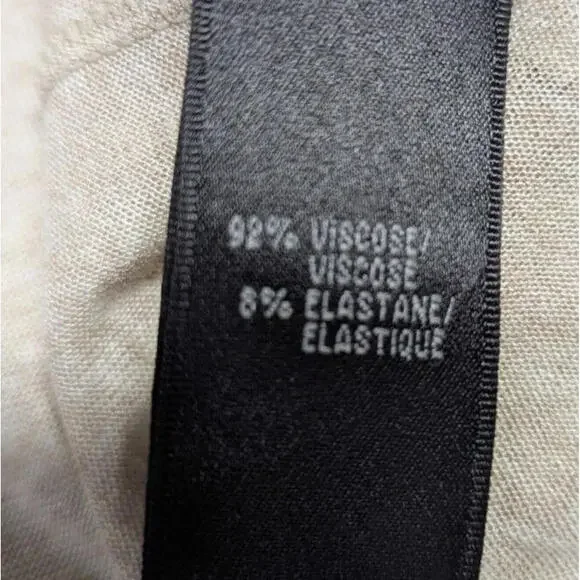 92% VISCOSE/
VISCOSE
8% ELASTANE/
ELASTIQUE